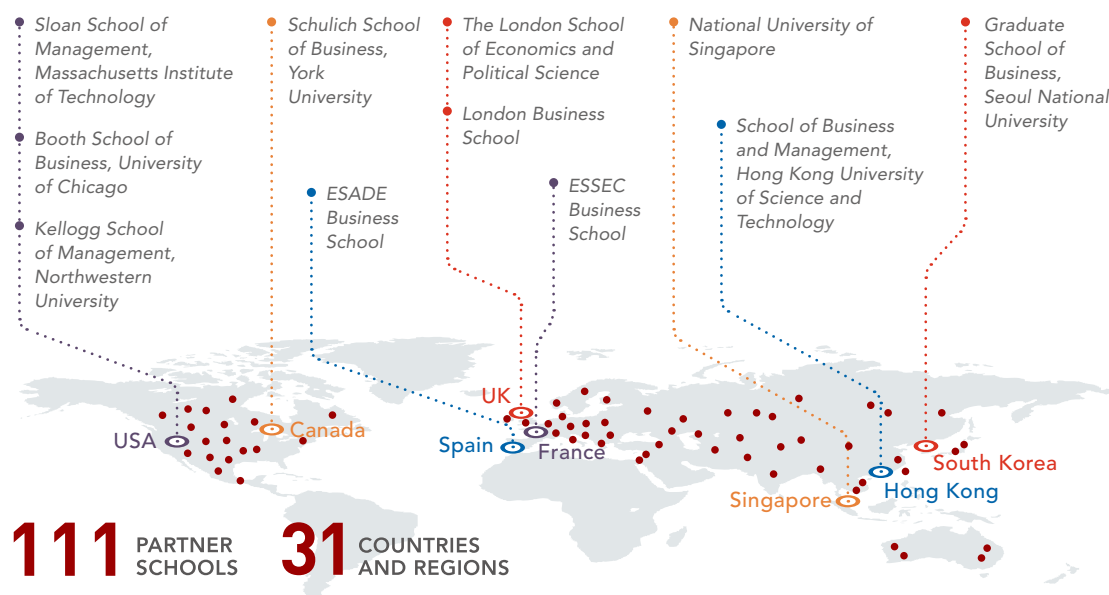 Sloan School of
Management,
Massachusetts Institute
of Technology
Booth School of
Business, University
of Chicago
Kellogg School
of Management,
Northwestern
University
Schulich School
of Business,
York
University
ESADE
Business
School
The London School
of Economics and
Political Science
London Business
School
ESSEC
Business
School
National University of
Singapore
School of Business
and Management,
Hong Kong University
of Science and
Technology
Graduate
School of
Business,
Seoul National
University
USA
Canada
UK
Spain
France
Singapore
Hong Kong
South Korea
111 PARTNER
SCHOOLS
31 COUNTRIES
AND REGIONS